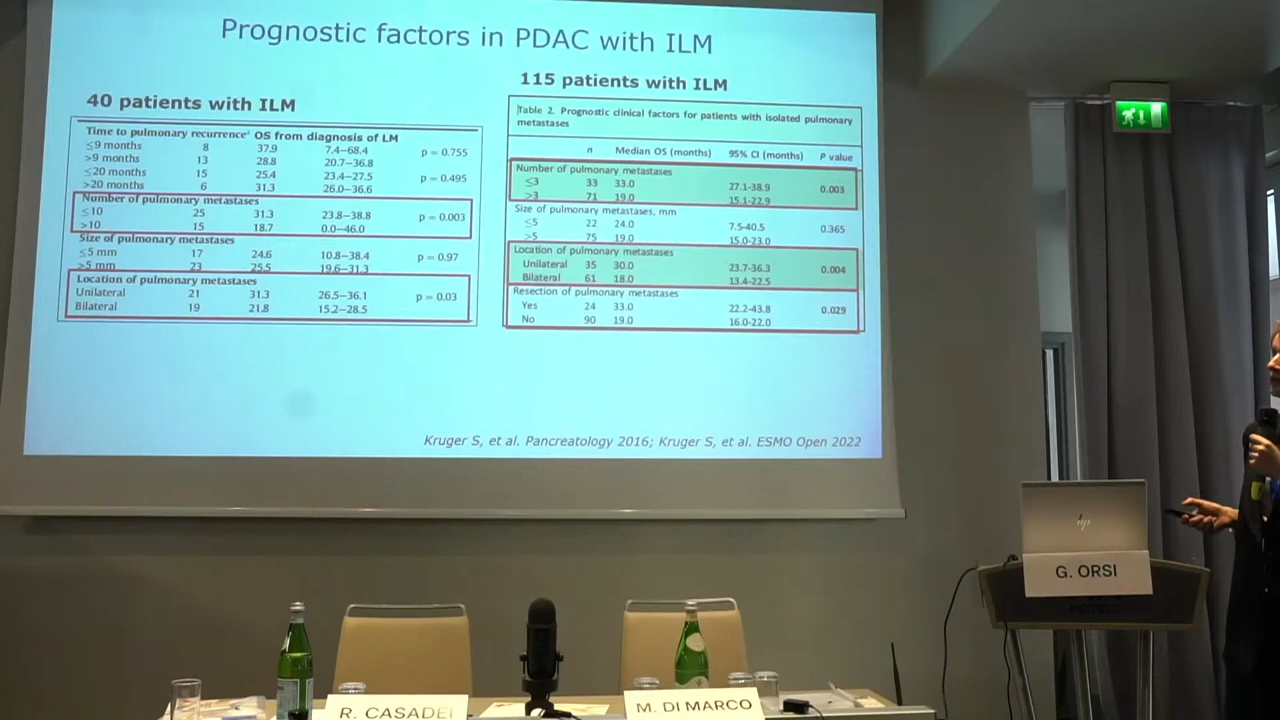 Prognostic factors in PDAC with ILM
40 patients with ILM
Time to pulmonary recurrence¹ OS from diagnosis of LM
≤9 months 8 37.9 7.4–68.4 p = 0.755
>9 months 13 28.8 20.7–36.8
≤20 months 15 25.4 23.4–27.5 p = 0.495
>20 months 6 31.3 26.0–36.6
Number of pulmonary metastases
≤10 25 31.3 23.8–38.8 p = 0.003
>10 15 18.7 0.0–46.0
Size of pulmonary metastases
≤5 mm 17 24.6 10.8–38.4 p = 0.97
>5 mm 23 25.5 19.6–31.3
Location of pulmonary metastases
Unilateral 21 31.3 26.5–36.1 p = 0.03
Bilateral 19 21.8 15.2–28.5
115 patients with ILM
Table 2. Prognostic clinical factors for patients with isolated pulmonary
metastases
n Median OS (months) 95% CI (months) P value
Number of pulmonary metastases
≤3 33 33.0 27.1-38.9 0.003
>3 71 19.0 15.1-22.9
Size of pulmonary metastases, mm
≤5 22 24.0 7.5-40.5 0.365
>5 75 19.0 15.0-23.0
Location of pulmonary metastases
Unilateral 35 30.0 23.7-36.3 0.004
Bilateral 61 18.0 13.4-22.5
Resection of pulmonary metastases
Yes 24 33.0 22.2-43.8 0.029
No 90 19.0 16.0-22.0
Kruger S, et al. Pancreatology 2016; Kruger S, et al. ESMO Open 2022
hp
G. ORSI
R. CASADEI
M. DI MARCO